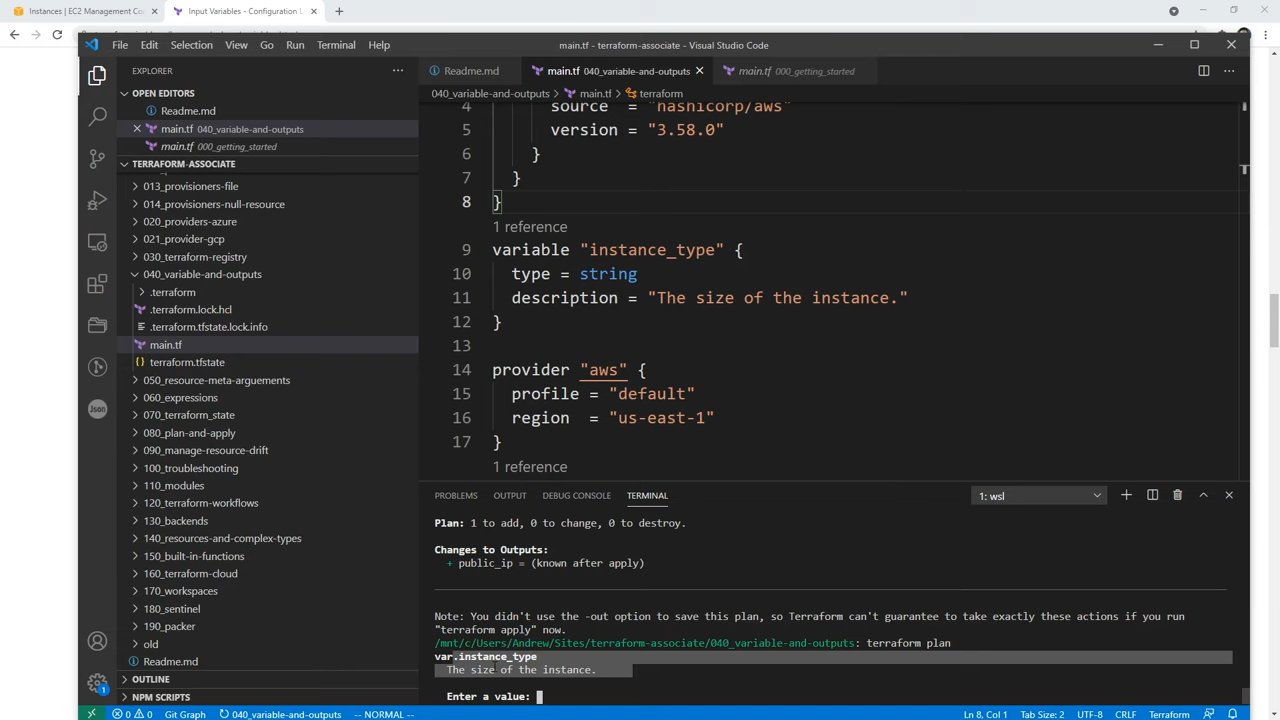 Instances | EC2 Management Con
Input Variables - Configuration L
File Edit Selection View Go Run Terminal Help
main.tf - terraform-associate - Visual Studio Code
EXPLORER
OPEN EDITORS
Readme.md
main.tf 040_variable-and-outputs
main.tf 000_getting_started
TERRAFORM-ASSOCIATE
013_provisioners-file
014_provisioners-null-resource
020_providers-azure
021_provider-gcp
030_terraform-registry
040_variable-and-outputs
.terraform
.terraform.lock.hcl
.terraform.tfstate.lock.info
main.tf
terraform.tfstate
050_resource-meta-arguements
060_expressions
070_terraform_state
080_plan-and-apply
090_manage-resource-drift
100_troubleshooting
110_modules
120_terraform-workflows
130_backends
140_resources-and-complex-types
150_built-in-functions
160_terraform-cloud
170_workspaces
180_sentinel
190_packer
old
Readme.md
OUTLINE
NPM SCRIPTS
Readme.md
main.tf 040_variable-and-outputs
main.tf 000_getting_started
040_variable-and-outputs > main.tf > terraform
4 source = "hashicorp/aws"
5 version = "3.58.0"
6 }
7 }
8 }
1 reference
9 variable "instance_type" {
10 type = string
11 description = "The size of the instance."
12 }
13
14 provider "aws" {
15 profile = "default"
16 region = "us-east-1"
17 }
1 reference
PROBLEMS OUTPUT DEBUG CONSOLE TERMINAL
1: wsl
Plan: 1 to add, 0 to change, 0 to destroy.
Changes to Outputs:
+ public_ip = (known after apply)
Note: You didn't use the -out option to save this plan, so Terraform can't guarantee to take exactly these actions if you run
"terraform apply" now.
/mnt/c/Users/Andrew/Sites/terraform-associate/040_variable-and-outputs: terraform plan
var.instance_type
The size of the instance.
Enter a value:
Json
1
0 0 Git Graph 040_variable-and-outputs -- NORMAL -- Ln 8, Col 1 Tab Size: 2 UTF-8 CRLF Terraform